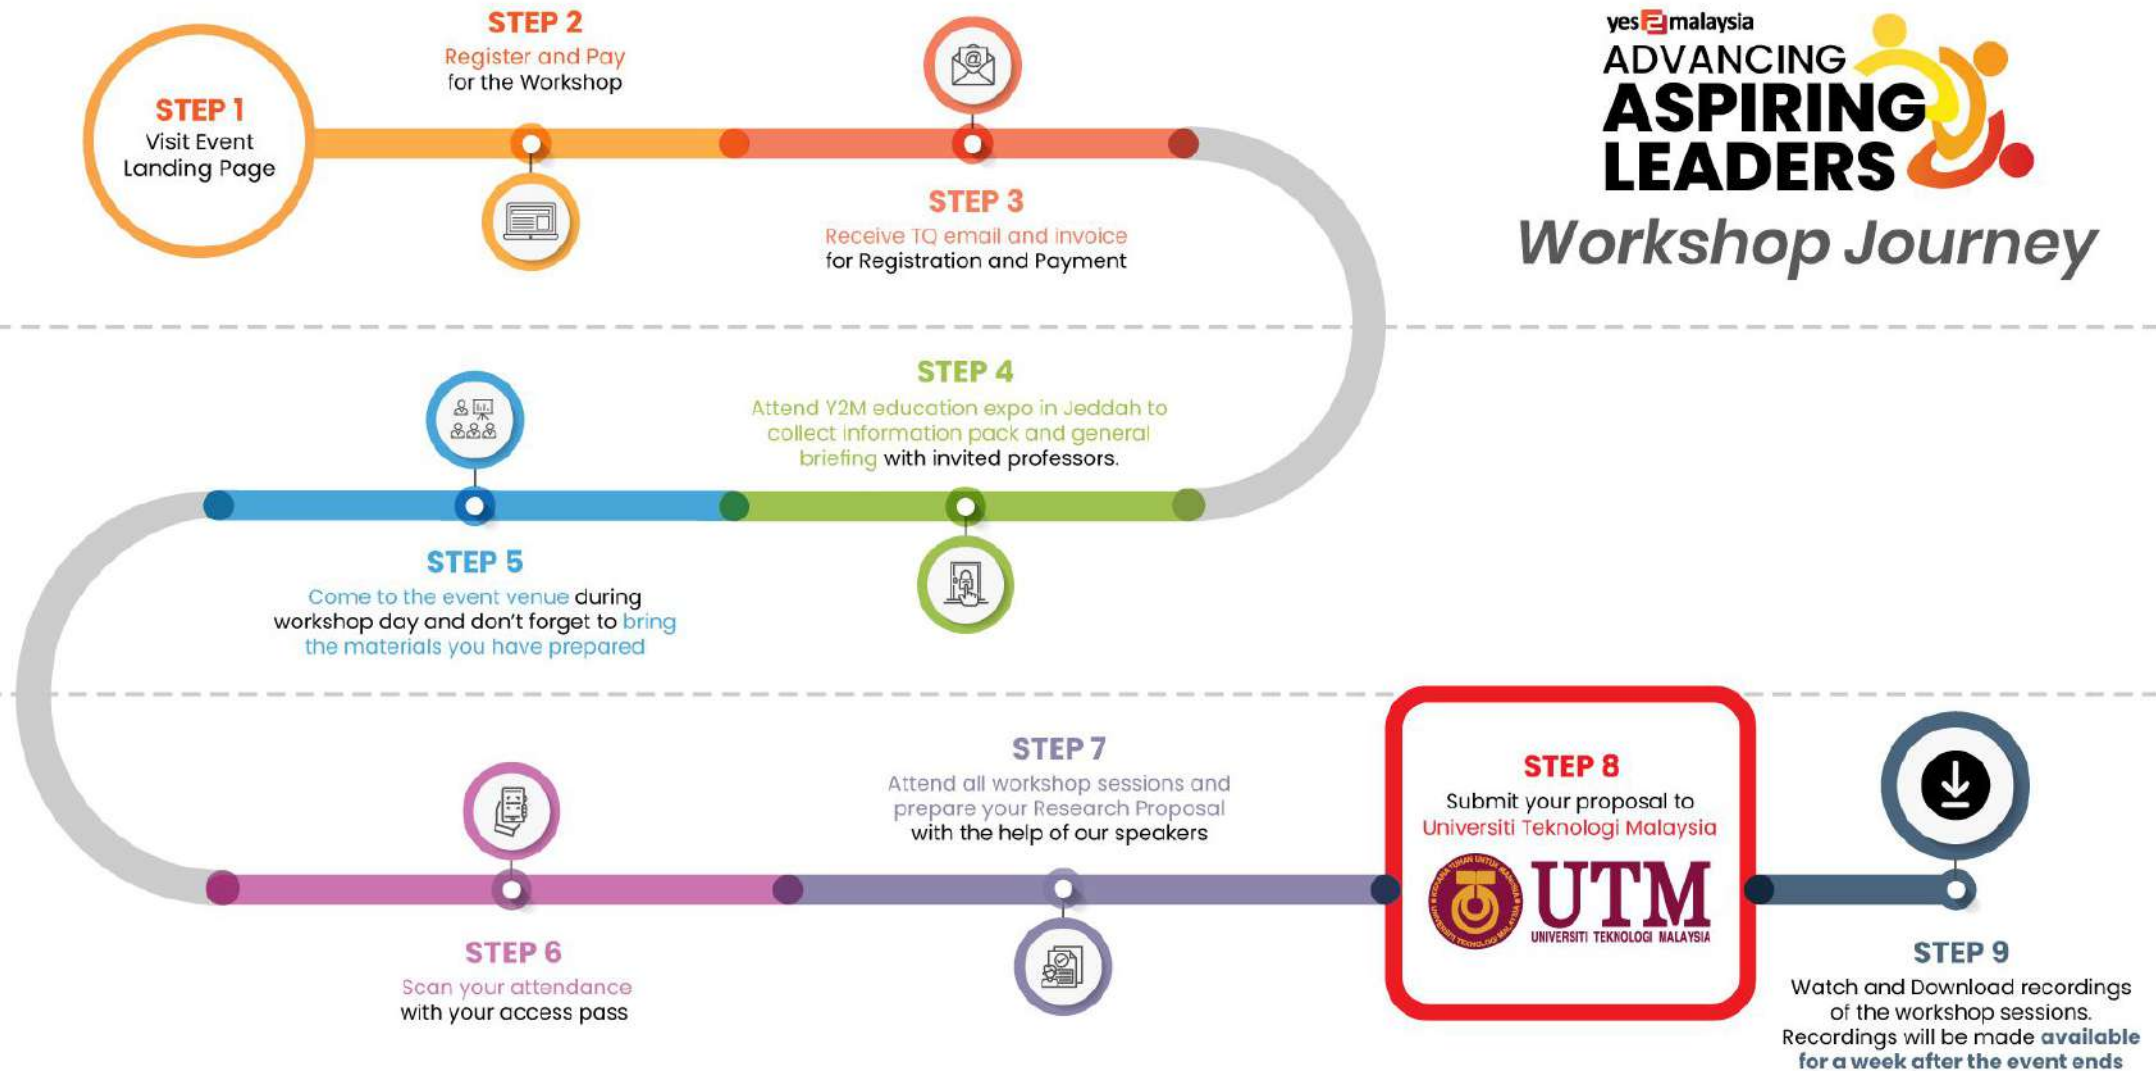 yes2malaysia
ADVANCING
ASPIRING
LEADERS
Workshop Journey
STEP 1
Visit Event
Landing Page
STEP 2
Register and Pay
for the Workshop
STEP 3
Receive TQ email and invoice
for Registration and Payment
STEP 4
Attend Y2M education expo in Jeddah to
collect information pack and general
briefing with invited professors.
STEP 5
Come to the event venue during
workshop day and don't forget to bring
the materials you have prepared
STEP 6
Scan your attendance
with your access pass
STEP 7
Attend all workshop sessions and
prepare your Research Proposal
with the help of our speakers
STEP 8
Submit your proposal to
Universiti Teknologi Malaysia
UTM
UNIVERSITI TEKNOLOGI MALAYSIA
STEP 9
Watch and Download recordings
of the workshop sessions.
Recordings will be made available
for a week after the event ends